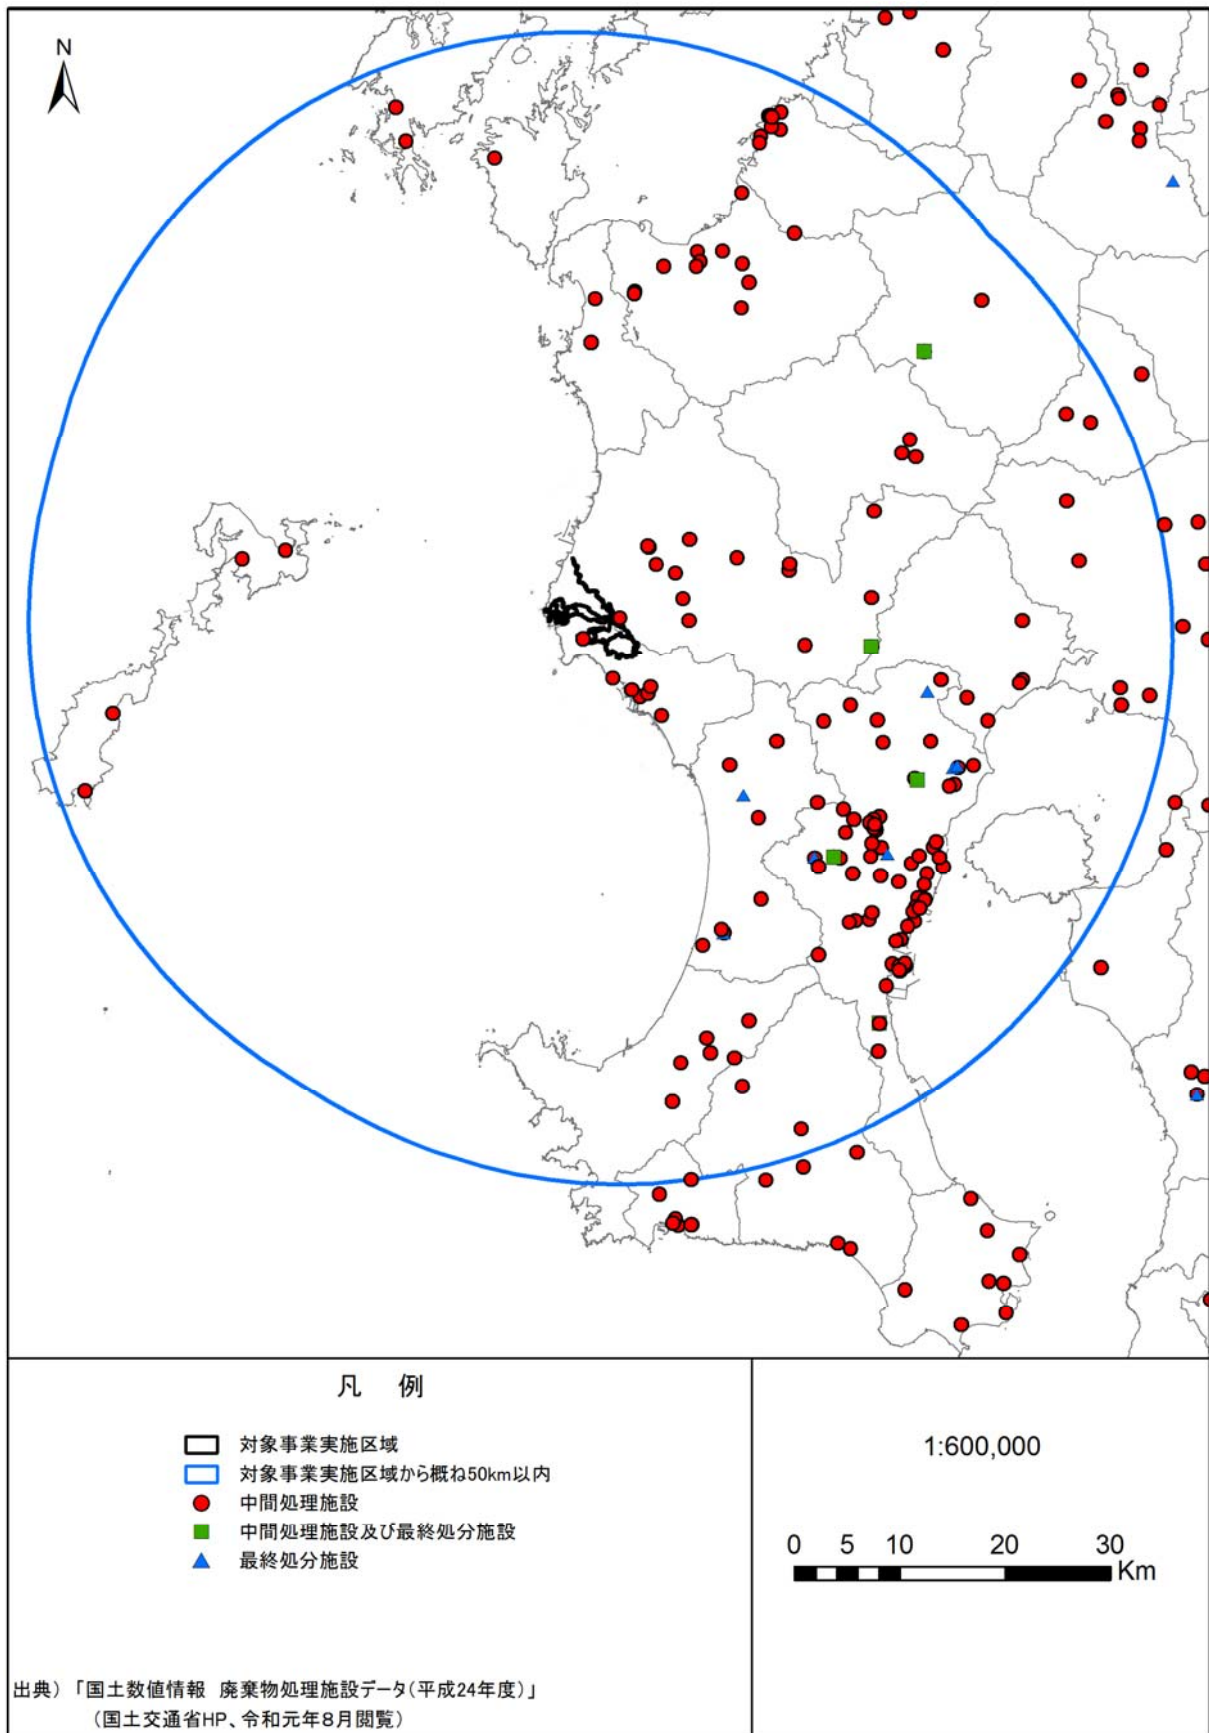 N
凡 例
対象事業実施区域
対象事業実施区域から概ね50km以内
中間処理施設
中間処理施設及び最終処分施設
最終処分施設
1:600,000
0 5 10 20 30
Km
出典）「国土数値情報 廃棄物処理施設データ（平成24年度）」
（国土交通省HP、令和元年8月閲覧）